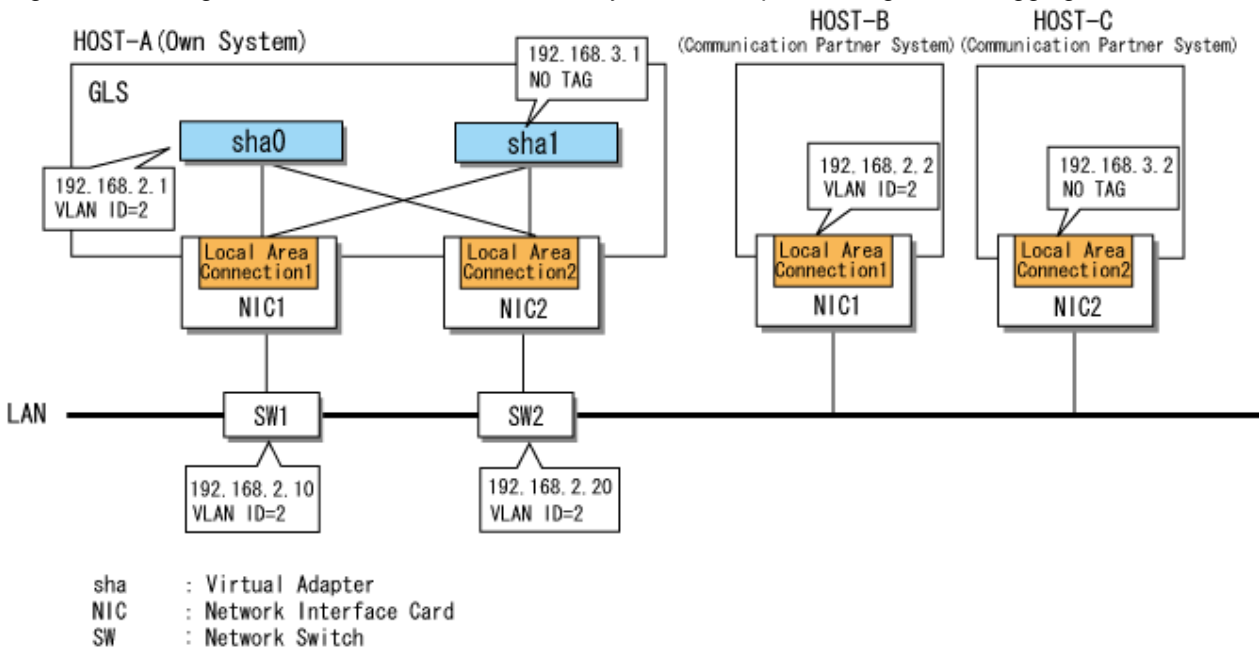 HOST-B
HOST-C
HOST-A(Own System)
(Communication Partner System)
(Communication Partner System)
192.168.3.1
NO TAG
GLS
sha0
sha1
192.168.2.1
VLAN ID=2
192.168.2.2
VLAN ID=2
192.168.3.2
NO TAG
Local Area
Connection1
Local Area
Connection2
Local Area
Connection1
Local Area
Connection2
NIC1
NIC2
NIC1
NIC2
LAN
SW1
SW2
192.168.2.10
VLAN ID=2
192.168.2.20
VLAN ID=2
sha : Virtual Adapter
NIC : Network Interface Card
SW : Network Switch